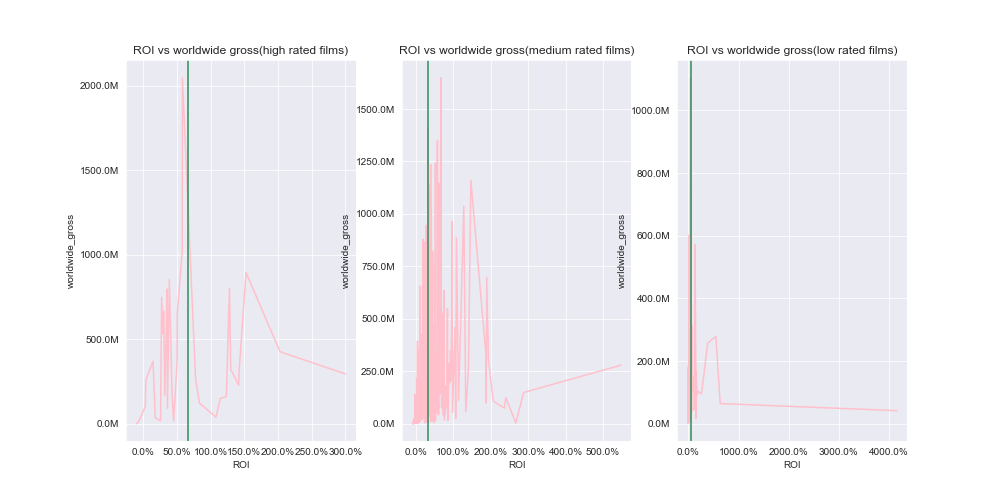 ROI vs worldwide gross(high rated films)
2000.0M
1500.0M
1000.0M
500.0M
0.0M
worldwide_gross
0.0% 50.0% 100.0% 150.0% 200.0% 250.0% 300.0%
ROI
ROI vs worldwide gross(medium rated films)
1500.0M
1250.0M
1000.0M
750.0M
500.0M
250.0M
0.0M
worldwide_gross
0.0% 100.0% 200.0% 300.0% 400.0% 500.0%
ROI
ROI vs worldwide gross(low rated films)
1000.0M
800.0M
600.0M
400.0M
200.0M
0.0M
worldwide_gross
0.0% 1000.0% 2000.0% 3000.0% 4000.0%
ROI